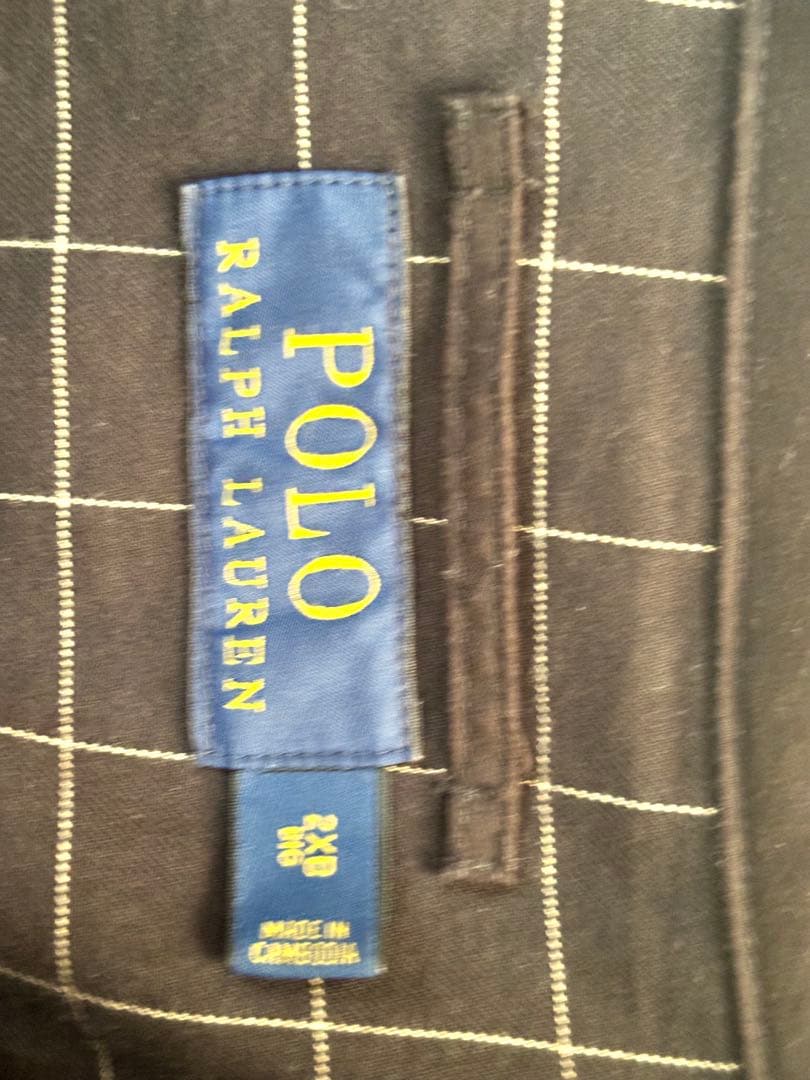 POLO
RALPH LAUREN
2XB
MADE IN
CAMBODIA